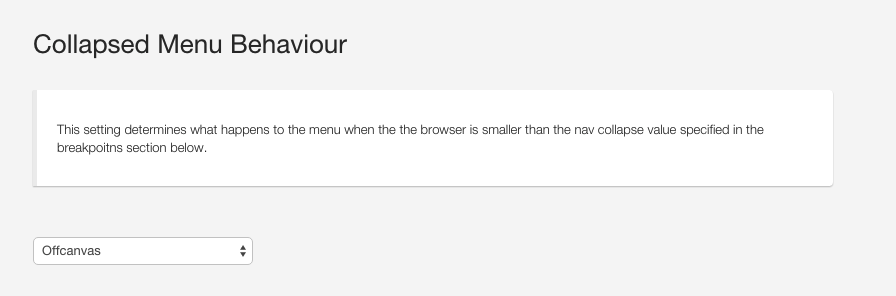 Collapsed Menu Behaviour
This setting determines what happens to the menu when the the browser is smaller than the nav collapse value specified in the
breakpoitns section below.
Offcanvas